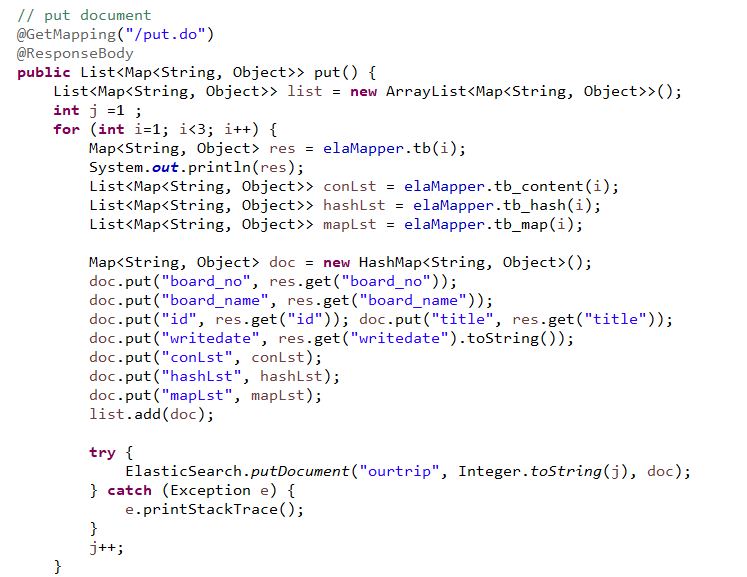 // put document
@GetMapping("/put.do")
@ResponseBody
public List<Map<String, Object>> put() {
    List<Map<String, Object>> list = new ArrayList<Map<String, Object>>();
    int j =1 ;
    for (int i=1; i<3; i++) {
        Map<String, Object> res = elaMapper.tb(i);
        System.out.println(res);
        List<Map<String, Object>> conLst = elaMapper.tb_content(i);
        List<Map<String, Object>> hashLst = elaMapper.tb_hash(i);
        List<Map<String, Object>> mapLst = elaMapper.tb_map(i);

        Map<String, Object> doc = new HashMap<String, Object>();
        doc.put("board_no", res.get("board_no"));
        doc.put("board_name", res.get("board_name"));
        doc.put("id", res.get("id")); doc.put("title", res.get("title"));
        doc.put("writedate", res.get("writedate").toString());
        doc.put("conLst", conLst);
        doc.put("hashLst", hashLst);
        doc.put("mapLst", mapLst);
        list.add(doc);

        try {
            ElasticSearch.putDocument("ourtrip", Integer.toString(j), doc);
        } catch (Exception e) {
            e.printStackTrace();
        }
        j++;
    }